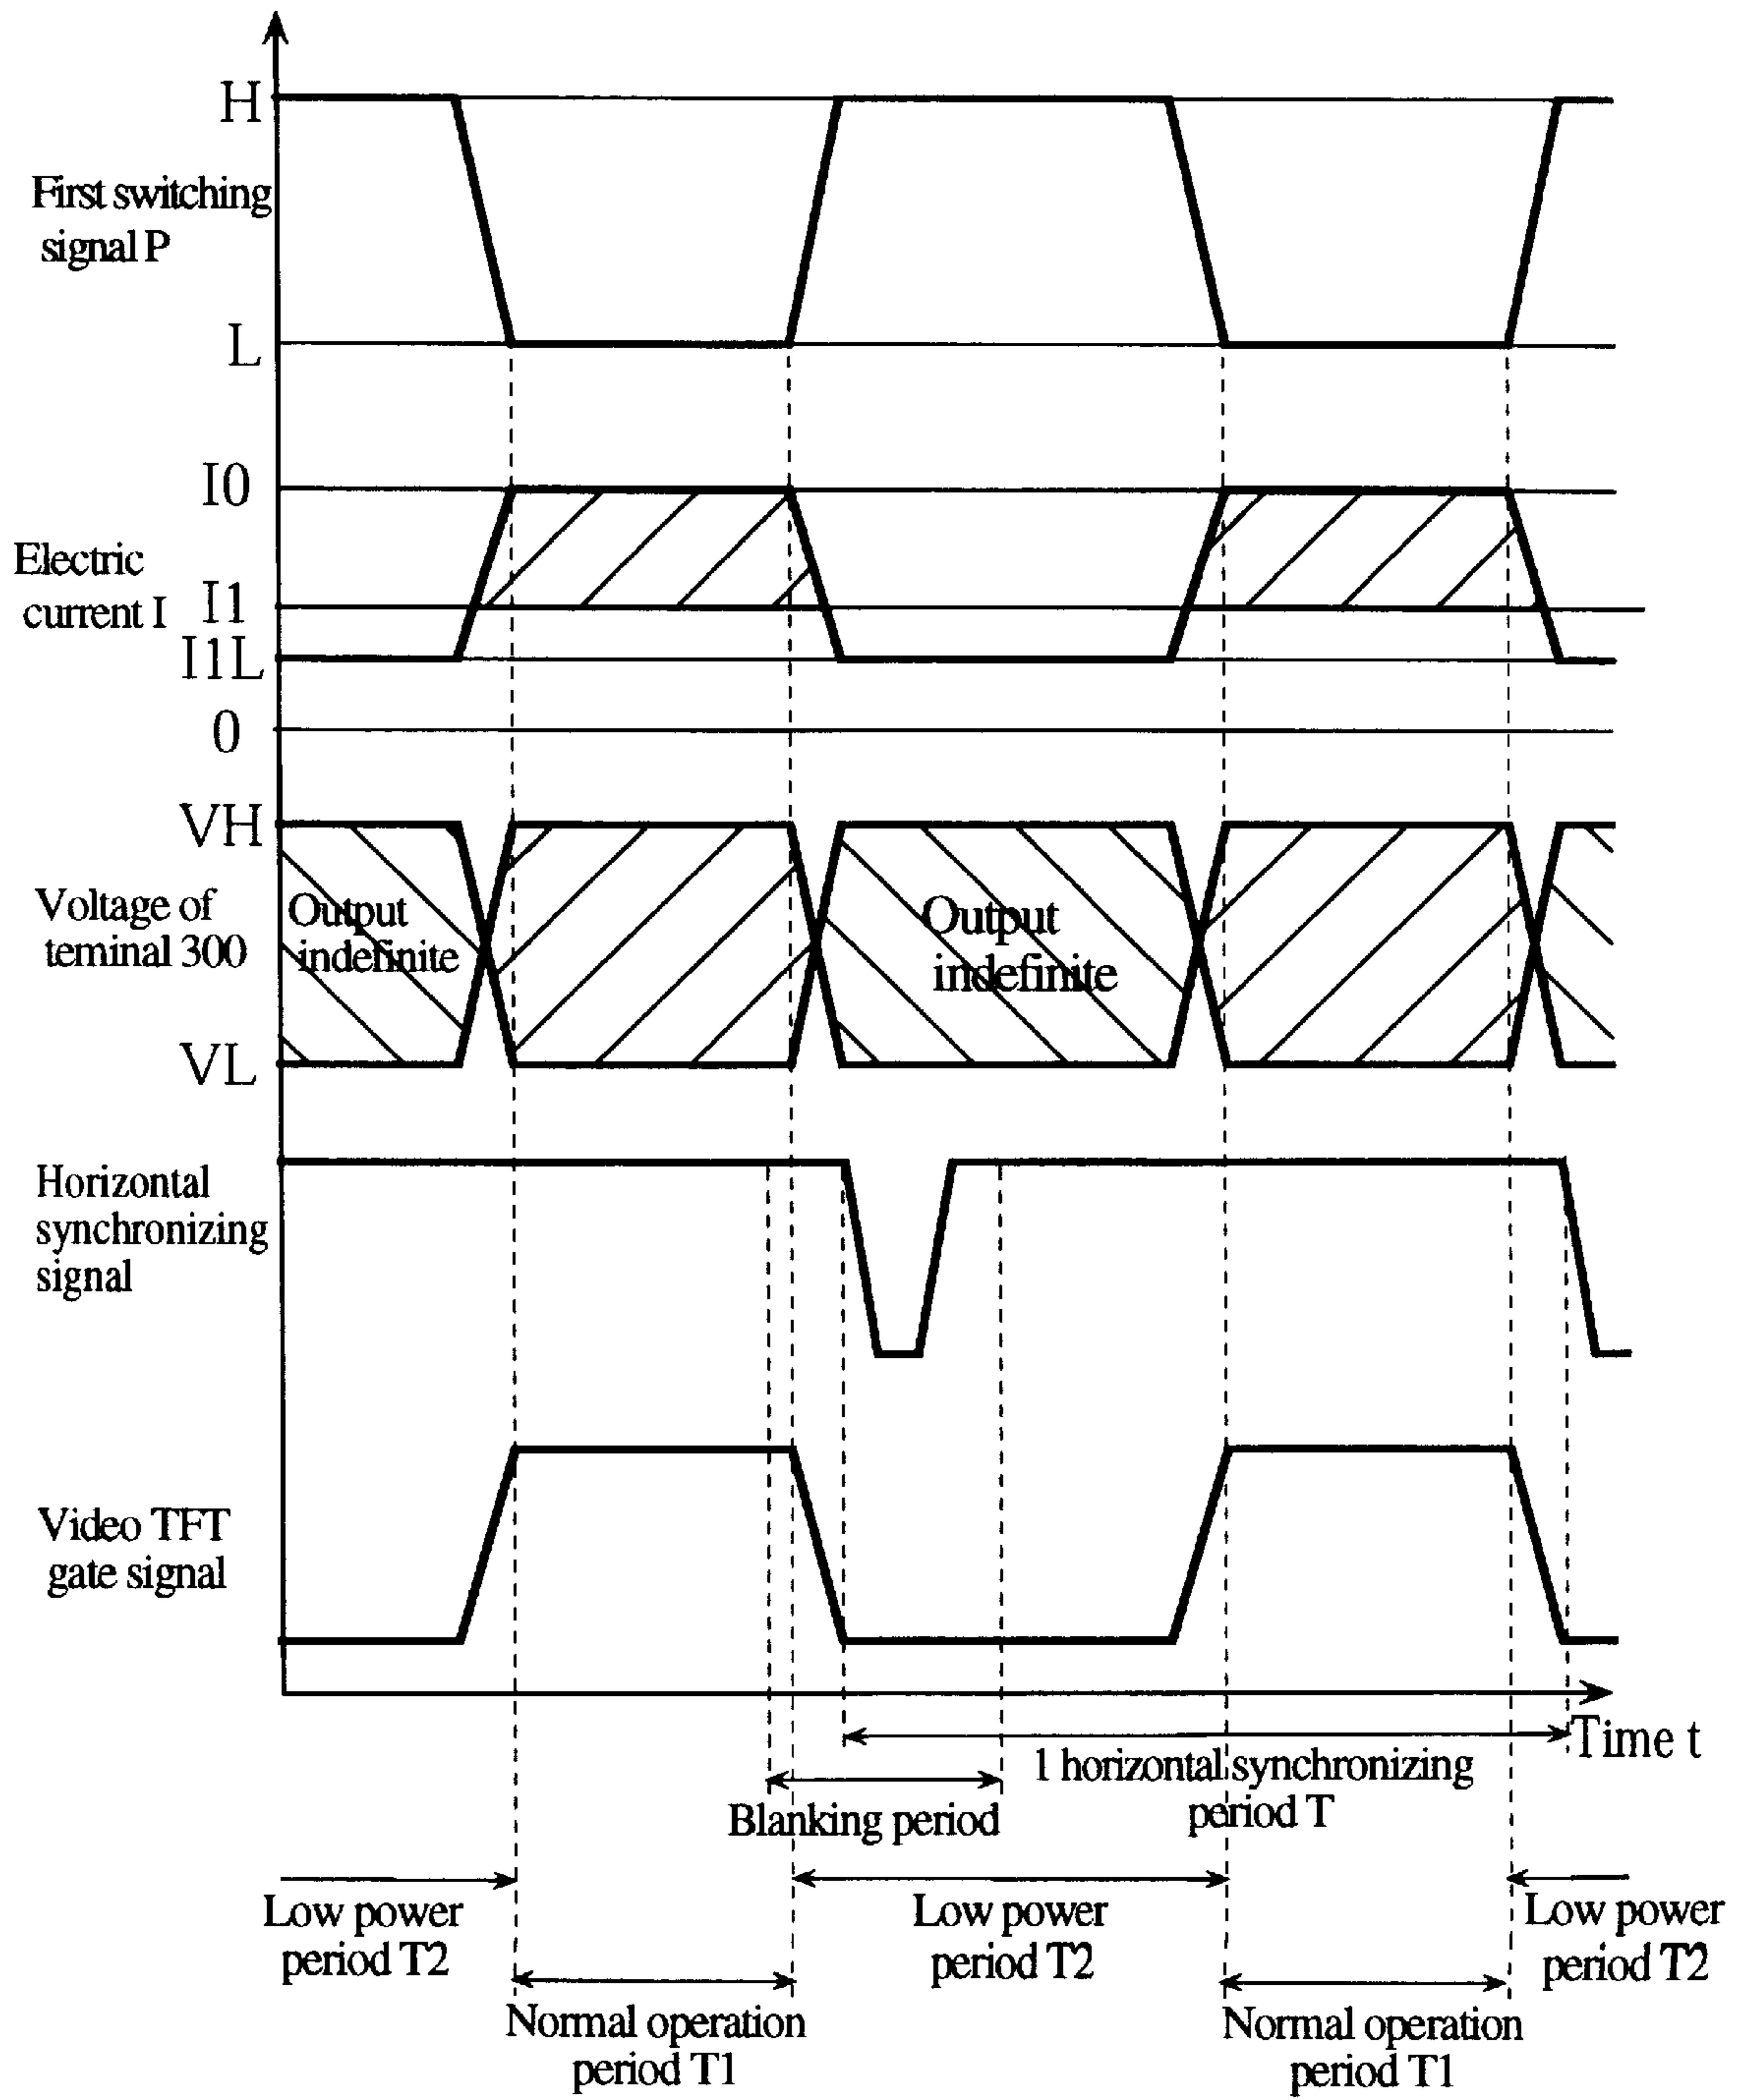 H
First switching
signal P
L
I0
Electric
current I
I1
I1L
0
VH
Voltage of
teminal 300
Output
indefinite
Output
indefinite
VL
Horizontal
synchronizing
signal
Video TFT
gate signal
Time t
1 horizontal synchronizing
period T
Blanking period
Low power
period T2
Low power
period T2
Low power
period T2
Normal operation
period T1
Normal operation
period T1